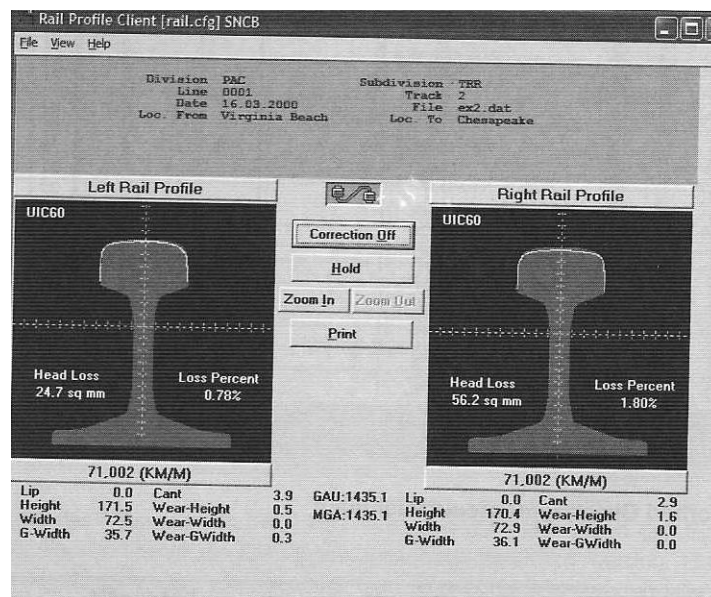 Rail Profile Client [rail.cfg] SNCB
File View Help
Division PAC Subdivision TRR
Line 0001 Track 2
Date 16.03.2000 File ex2.dat
Loc. From Virginia Beach Loc. To Chesapeake
Left Rail Profile Right Rail Profile
UIC60 UIC60
Correction Off
Hold
Zoom In Zoom Out
Print
Head Loss Loss Percent Head Loss Loss Percent
24.7 sq mm 0.78% 56.2 sq mm 1.80%
71,002 (KM/M) 71,002 (KM/M)
Lip 0.0 Cant 3.9 GAU:1435.1 Lip 0.0 Cant 2.9
Height 171.5 Wear-Height 0.5 MGA:1435.1 Height 170.4 Wear-Height 1.6
Width 72.5 Wear-Width 0.0 Width 72.9 Wear-Width 0.0
G-Width 35.7 Wear-GWidth 0.3 G-Width 36.1 Wear-GWidth 0.0